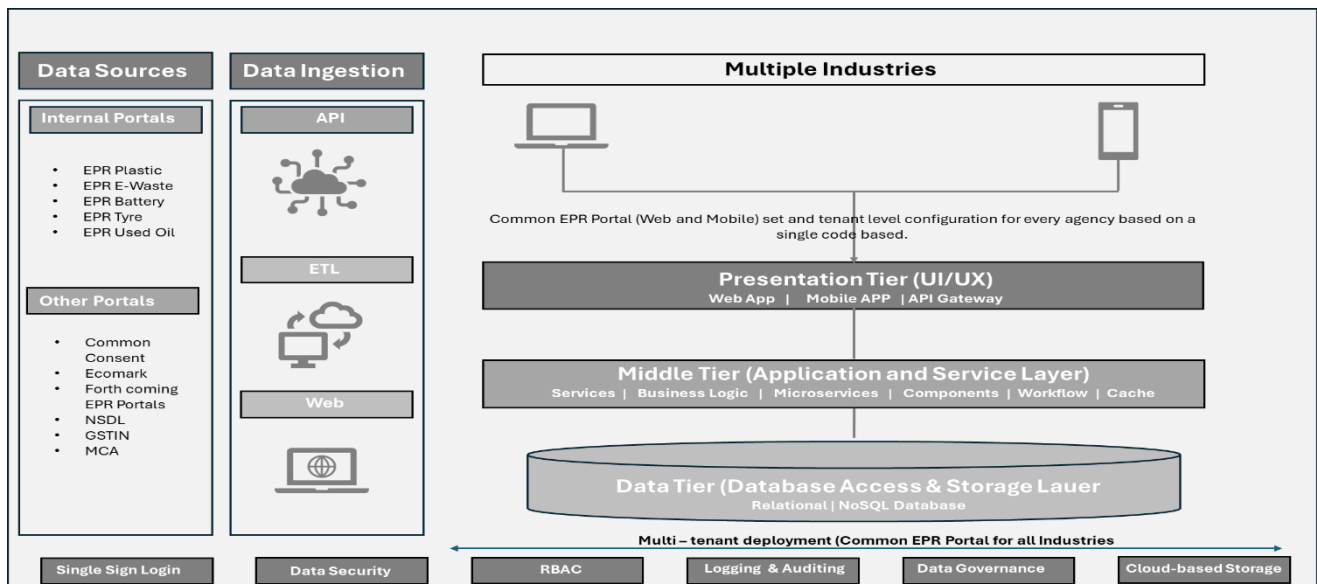 Data Sources
Internal Portals
• EPR Plastic
• EPR E-Waste
• EPR Battery
• EPR Tyre
• EPR Used Oil
Other Portals
• Common
Consent
• Ecomark
• Forth coming
EPR Portals
• NSDL
• GSTIN
• MCA
Data Ingestion
API
ETL
Web
Multiple Industries
Common EPR Portal (Web and Mobile) set and tenant level configuration for every agency based on a
single code based.
Presentation Tier (UI/UX)
Web App | Mobile APP | API Gateway
Middle Tier (Application and Service Layer)
Services | Business Logic | Microservices | Components | Workflow | Cache
Data Tier (Database Access & Storage Lauer
Relational | NoSQL Database
Multi – tenant deployment (Common EPR Portal for all Industries
Single Sign Login
Data Security
RBAC
Logging & Auditing
Data Governance
Cloud-based Storage